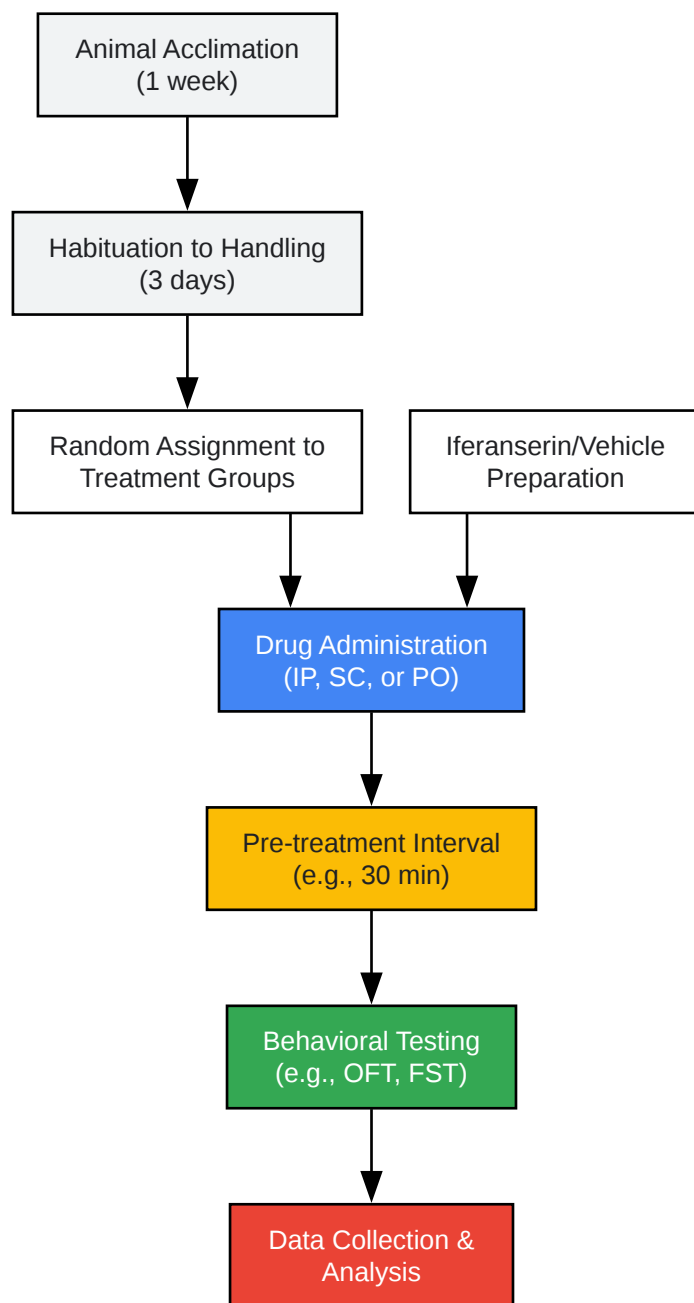 Animal Acclimation
(1 week)
Habituation to Handling
(3 days)
Random Assignment to
Treatment Groups
Iferanserin/Vehicle
Preparation
Drug Administration
(IP, SC, or PO)
Pre-treatment Interval
(e.g., 30 min)
Behavioral Testing
(e.g., OFT, FST)
Data Collection &
Analysis